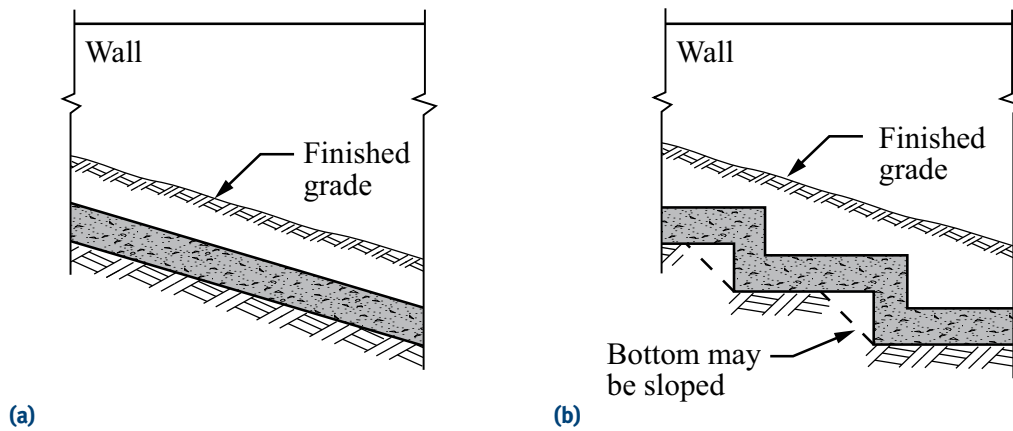 Wall
Finished
grade
(a)
Wall
Finished
grade
Bottom may
be sloped
(b)